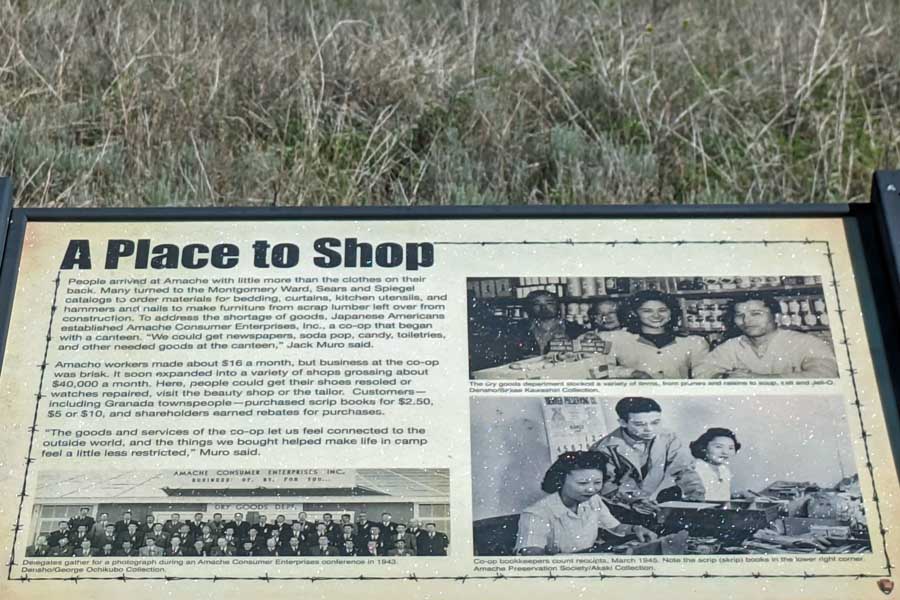 A Place to Shop
People arrived at Amache with little more than the clothes on their
back. Many turned to the Montgomery Ward, Sears and Spiegel
catalogs to order materials for bedding, curtains, kitchen utensils, and
hammers and nails to make furniture from scrap lumber left over from
construction. To address the shortage of goods, Japanese Americans
established Amache Consumer Enterprises, Inc., a co-op that began
with a canteen. “We could get newspapers, soda pop, candy, toiletries,
and other needed goods at the canteen,” Jack Muro said.
Amache workers made about $16 a month, but business at the co-op
was brisk. It soon expanded into a variety of shops grossing about
$40,000 a month. Here, people could get their shoes resoled or
watches repaired, visit the beauty shop or the tailor. Customers—
including Granada townspeople—purchased scrip books for $2.50,
$5 or $10, and shareholders earned rebates for purchases.
“The goods and services of the co-op let us feel connected to the
outside world, and the things we bought helped make life in camp
feel a little less restricted,” Muro said.
AMACHE CONSUMER ENTERPRISES INC.
BUSINESS: OF, BY, FOR YOU...
DRY GOODS DEPT.
Delegates gather for a photograph during an Amache Consumer Enterprises conference in 1943.
Densho/George Ochikubo Collection.
The dry goods department stocked a variety of items, from prunes and raisins to soup, salt and Jell-O.
Collection.
Co-op bookkeepers count receipts, March 1945. Note the scrip (skrip) books in the lower right corner.
Amache Preservation Society/Akaki Collection.